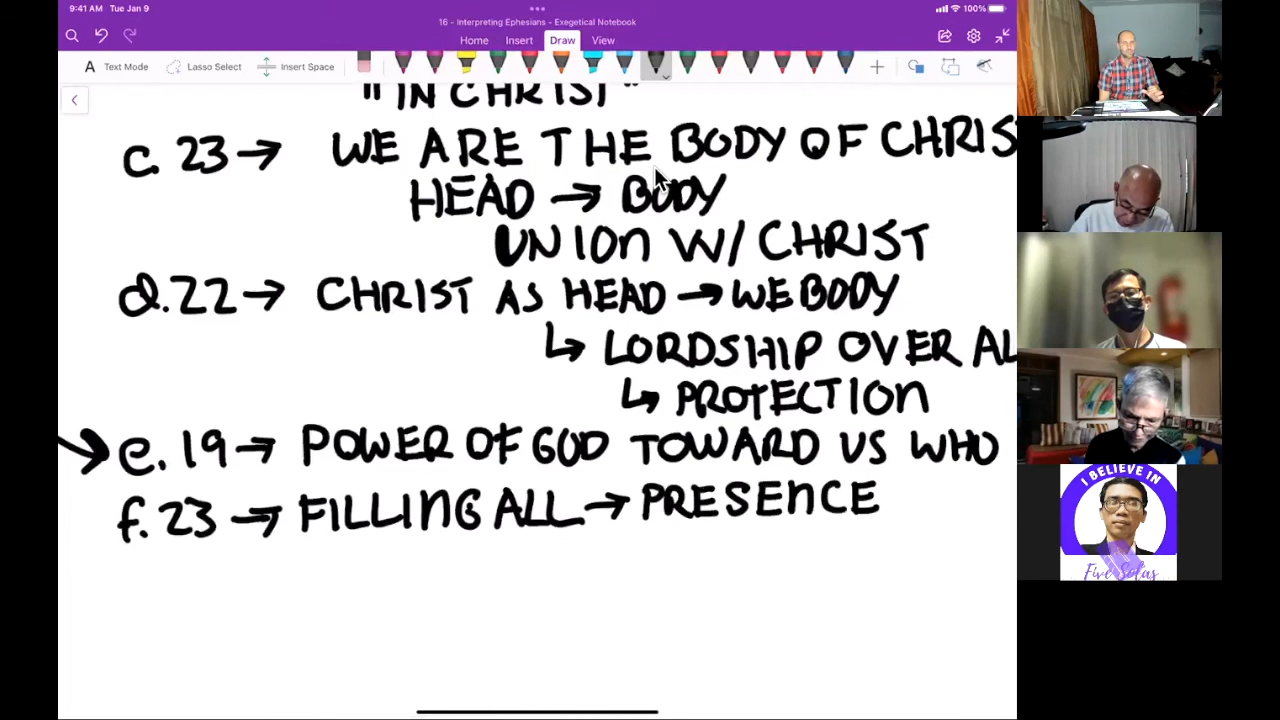 9:41 AM Tue Jan 9
100%
16 - Interpreting Ephesians - Exegetical Notebook
Home Insert Draw View
A Text Mode Lasso Select Insert Space
"IN CHRIST"
c. 23 → WE ARE THE BODY OF CHRIS
HEAD → BODY
UNION W/ CHRIST
d. 22 → CHRIST AS HEAD → WE BODY
↳ LORDSHIP OVER AL
↳ PROTECTION
→ e. 19 → POWER OF GOD TOWARD US WHO
f. 23 → FILLING ALL → PRESENCE
I BELIEVE IN
Five Solas